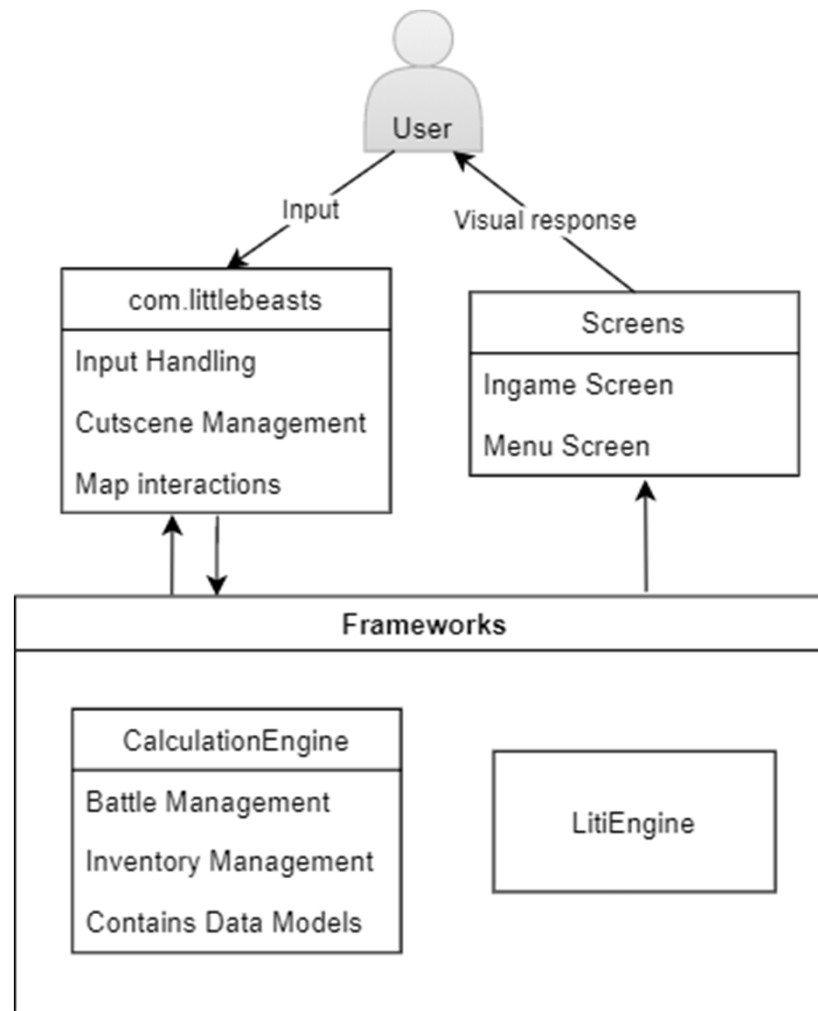 User
Input
Visual response
com.littlebeasts
Input Handling
Cutscene Management
Map interactions
Screens
Ingame Screen
Menu Screen
Frameworks
CalculationEngine
Battle Management
Inventory Management
Contains Data Models
LitiEngine